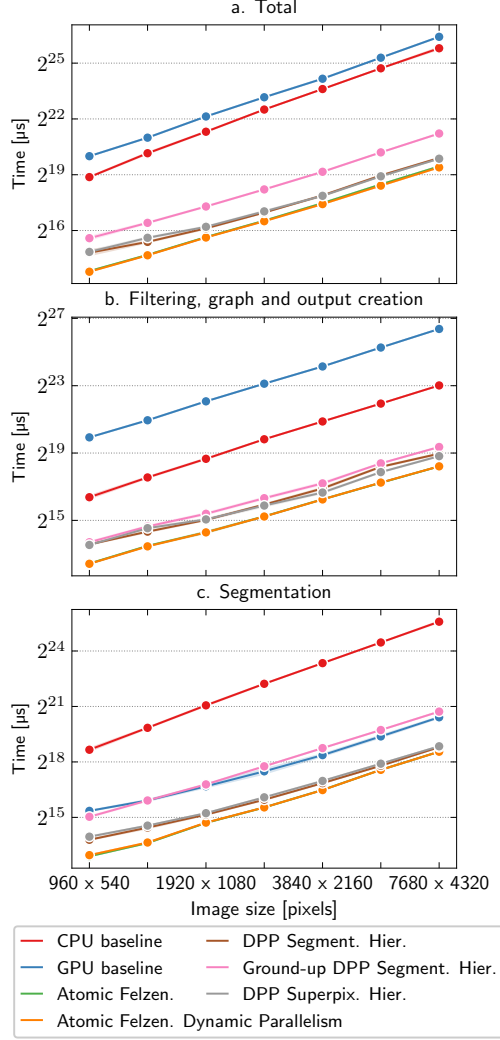 a. Total
2^25
2^22
2^19
2^16
Time [µs]
b. Filtering, graph and output creation
2^27
2^23
2^19
2^15
Time [µs]
c. Segmentation
2^24
2^21
2^18
2^15
Time [µs]
960 x 540 1920 x 1080 3840 x 2160 7680 x 4320
Image size [pixels]
CPU baseline DPP Segment. Hier.
GPU baseline Ground-up DPP Segment. Hier.
Atomic Felzen. DPP Superpix. Hier.
Atomic Felzen. Dynamic Parallelism